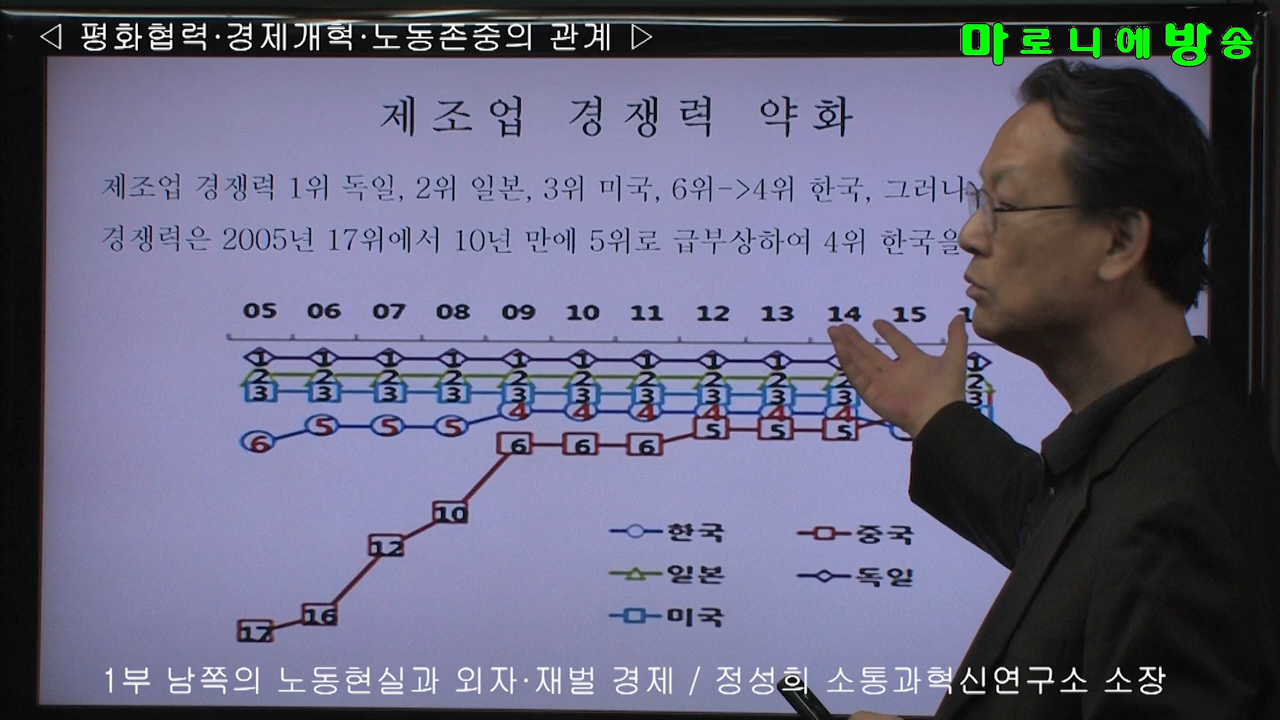 ◁ 평화협력·경제개혁·노동존중의 관계 ▷
마로니에방송
제조업 경쟁력 약화
제조업 경쟁력 1위 독일, 2위 일본, 3위 미국, 6위->4위 한국, 그러나
경쟁력은 2005년 17위에서 10년 만에 5위로 급부상하여 4위 한국을
05 06 07 08 09 10 11 12 13 14 15
1 1 1 1 1 1 1 1 1 1
2 2 2 2 2 2 2 2 2 2 2
3 3 3 3 3 3 3 3 3 3 3
6 5 5 5 4 4 4 4 4 4
17 16 12 10 6 6 6 5 5 5
한국 중국
일본 독일
미국
1부 남쪽의 노동현실과 외자·재벌 경제 / 정성희 소통과혁신연구소 소장